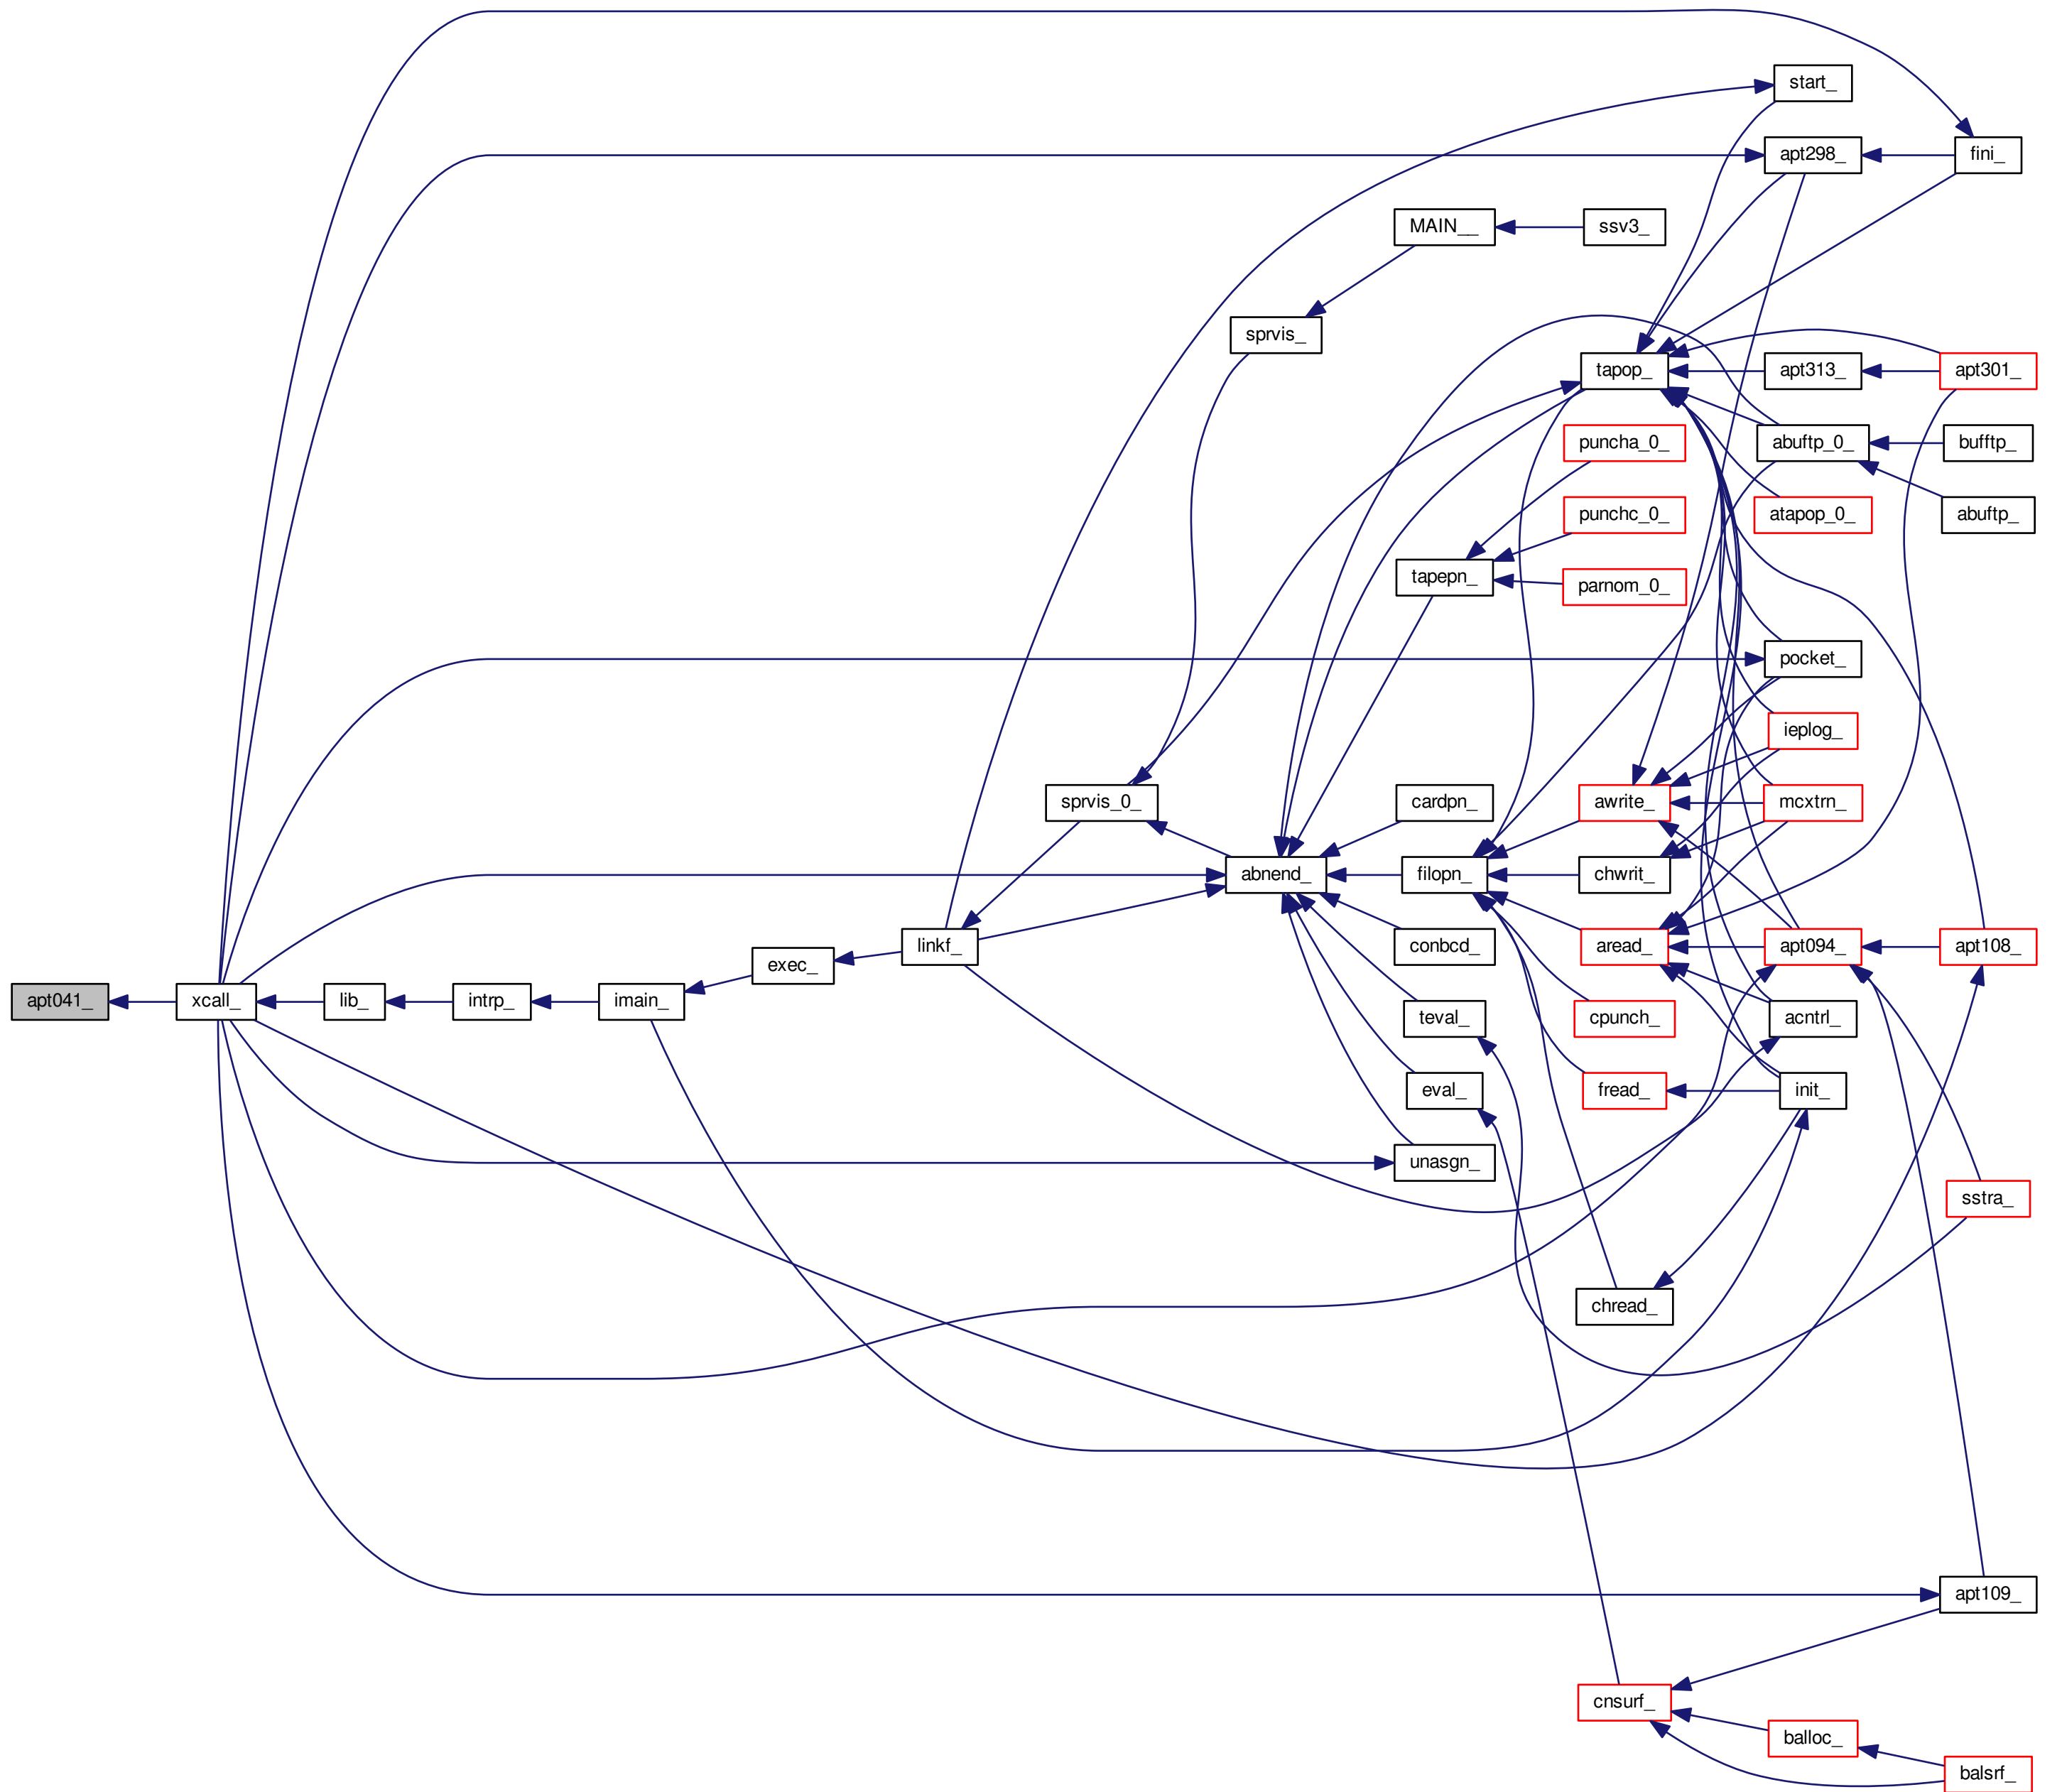 start_
apt298_
fini_
MAIN__
ssv3_
sprvis_
tapop_
apt313_
apt301_
puncha_0_
abuftp_0_
bufftp_
punchc_0_
atapop_0_
abuftp_
tapepn_
parnom_0_
pocket_
ieplog_
sprvis_0_
cardpn_
awrite_
mcxtrn_
abnend_
filopn_
chwrit_
linkf_
conbcd_
aread_
apt094_
apt108_
exec_
apt041_
xcall_
lib_
intrp_
imain_
teval_
cpunch_
acntrl_
eval_
fread_
init_
unasgn_
sstra_
chread_
apt109_
cnsurf_
balloc_
balsrf_